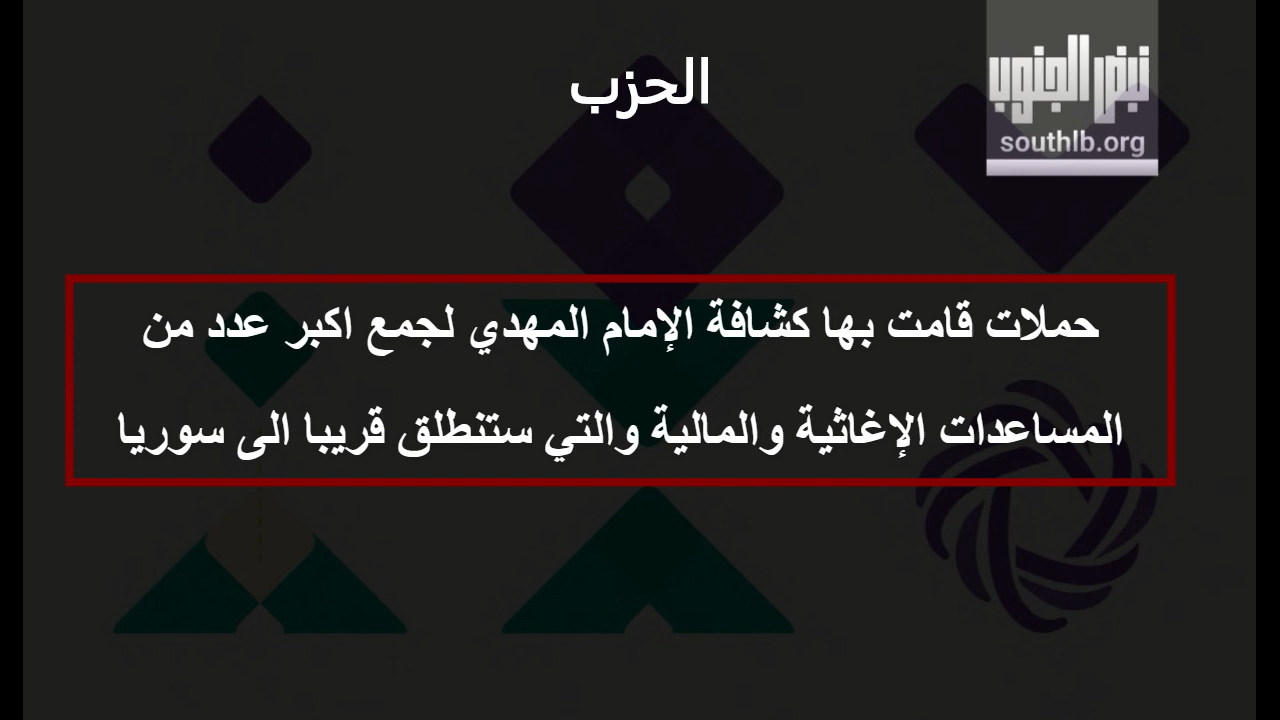 الحزب
نبض الجنوب
southlb.org
حملات قامت بها كشافة الإمام المهدي لجمع اكبر عدد من
المساعدات الإغاثية والمالية والتي ستنطلق قريبا الى سوريا